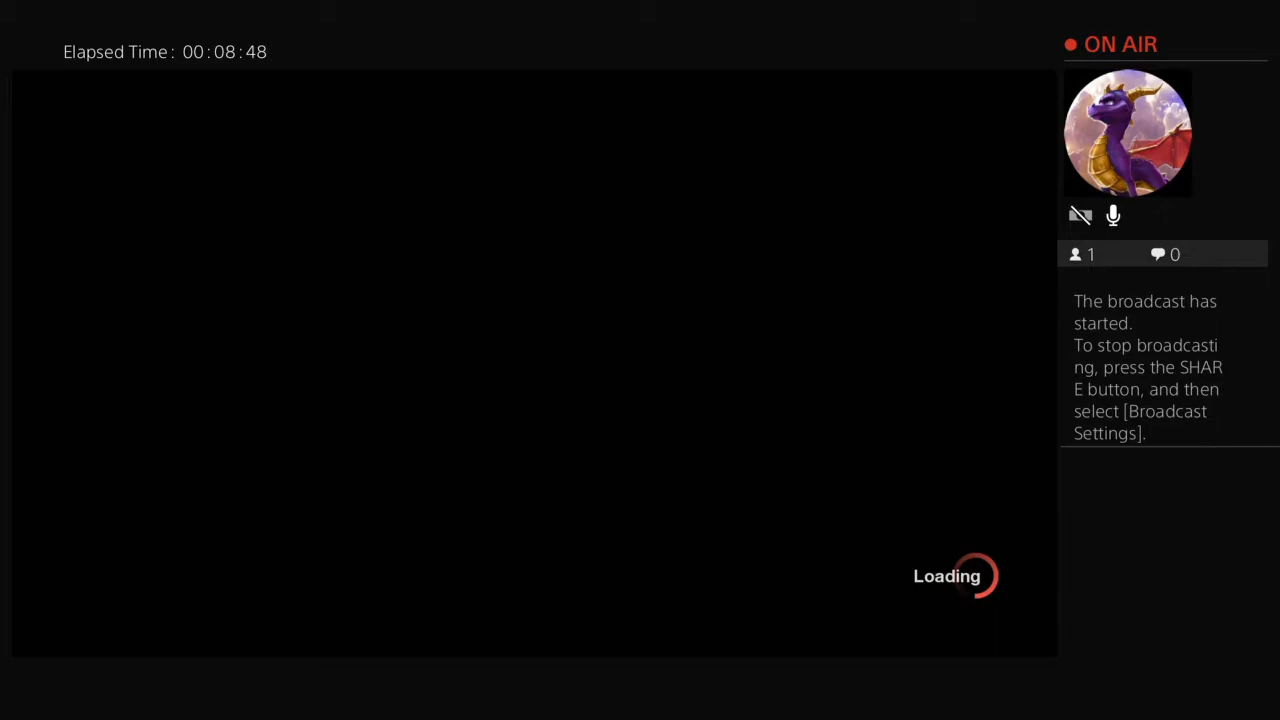 Elapsed Time: 00:08:48
ON AIR
1 0
The broadcast has
started.
To stop broadcasti
ng, press the SHAR
E button, and then
select [Broadcast
Settings].
Loading